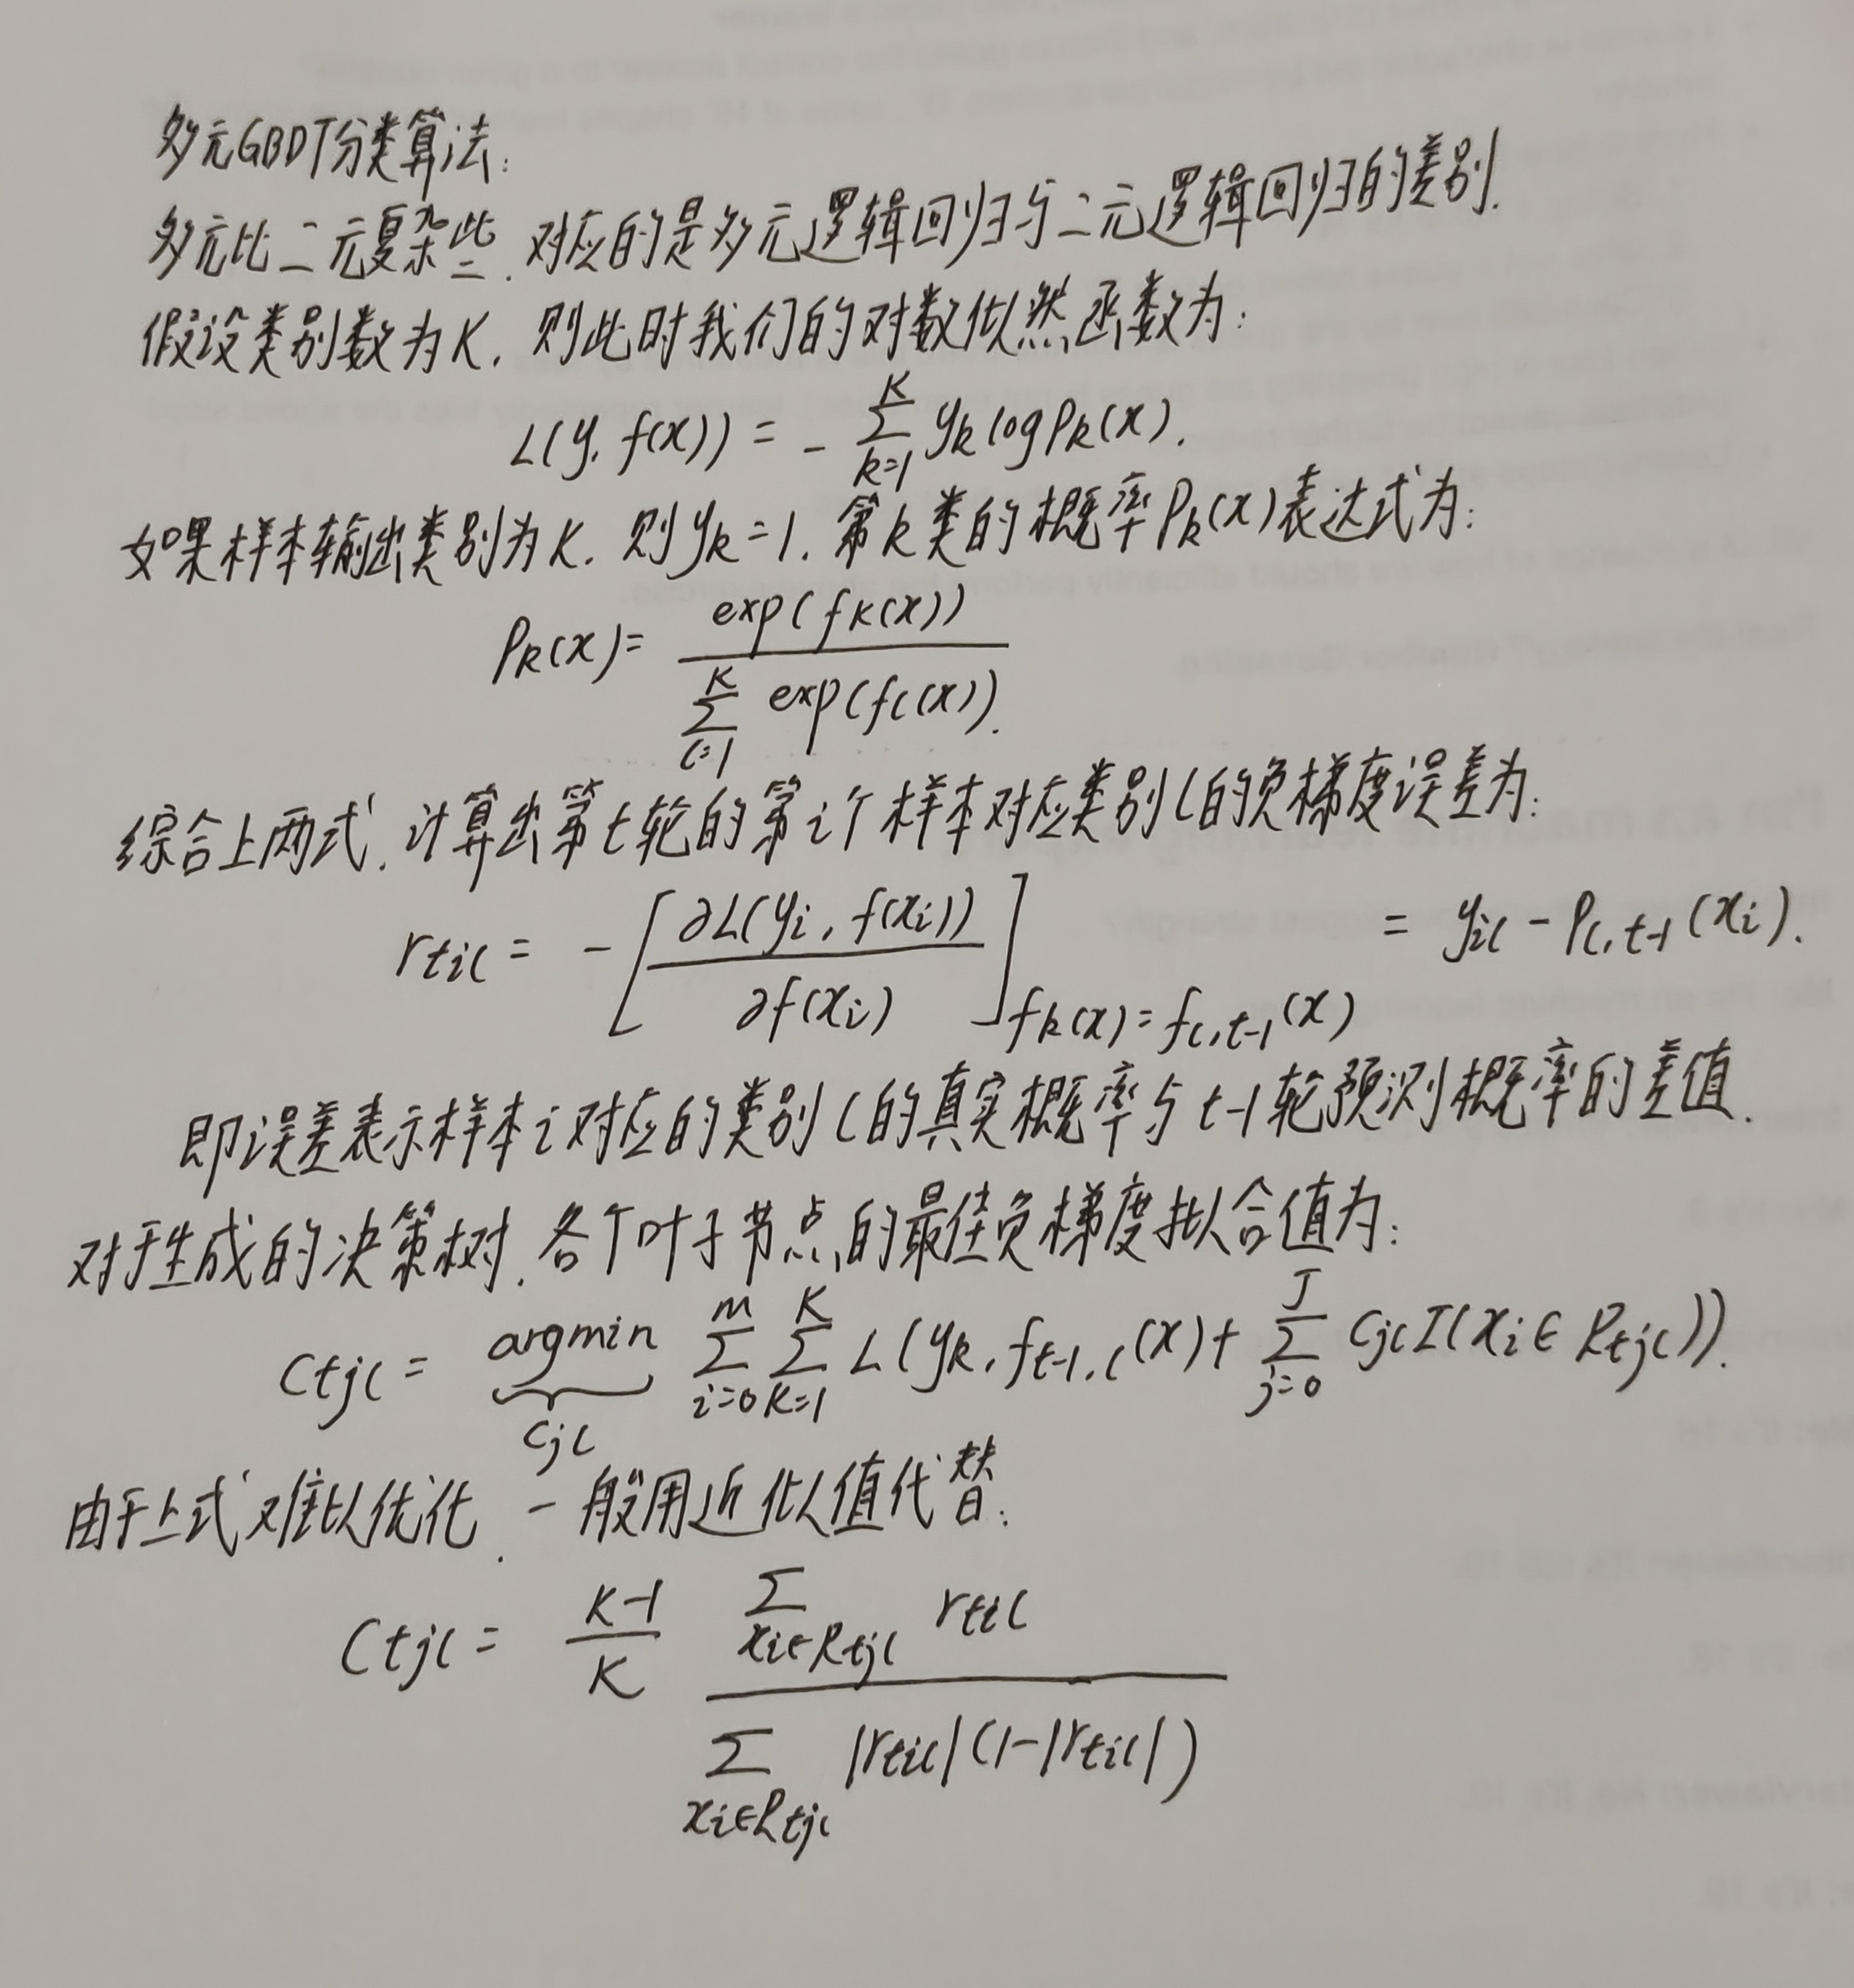 多元GBDT分类算法:
多元比二元复杂些.对应的是多元逻辑回归与二元逻辑回归的差别.
假设类别数为K.则此时我们的对数似然函数为:
L(y, f(x)) = - \sum_{k=1}^{K} y_k log P_k(x).
如果样本输出类别为K.则y_k=1.第k类的概率P_k(x)表达式为:
P_k(x) = \frac{exp(f_K(x))}{\sum_{l=1}^{K} exp(f_l(x))}.
综合上两式.计算出第t轮的第i个样本对应类别l的负梯度误差为:
r_{til} = -[\frac{∂L(y_i, f(x_i))}{∂f(x_i)}]_{f_k(x)=f_{l,t-1}(x)} = y_{il} - P_{l,t-1}(x_i).
即误差表示样本i对应的类别l的真实概率与t-1轮预测概率的差值.
对于生成的决策树.各个叶子节点的最佳负梯度拟合值为:
C_{tjl} = \underbrace{argmin}_{c_{jl}} \sum_{i=0}^{m} \sum_{k=1}^{K} L(y_k, f_{t-1,l}(x) + \sum_{j=0}^{J} c_{jl} I(x_i ∈ R_{tjl})).
由于上式难以优化.一般用近似值代替:
C_{tjl} = \frac{K-1}{K} \frac{\sum_{x_i∈R_{tjl}} r_{til}}{\sum_{x_i∈R_{tjl}} |r_{til}|(1-|r_{til}|)}